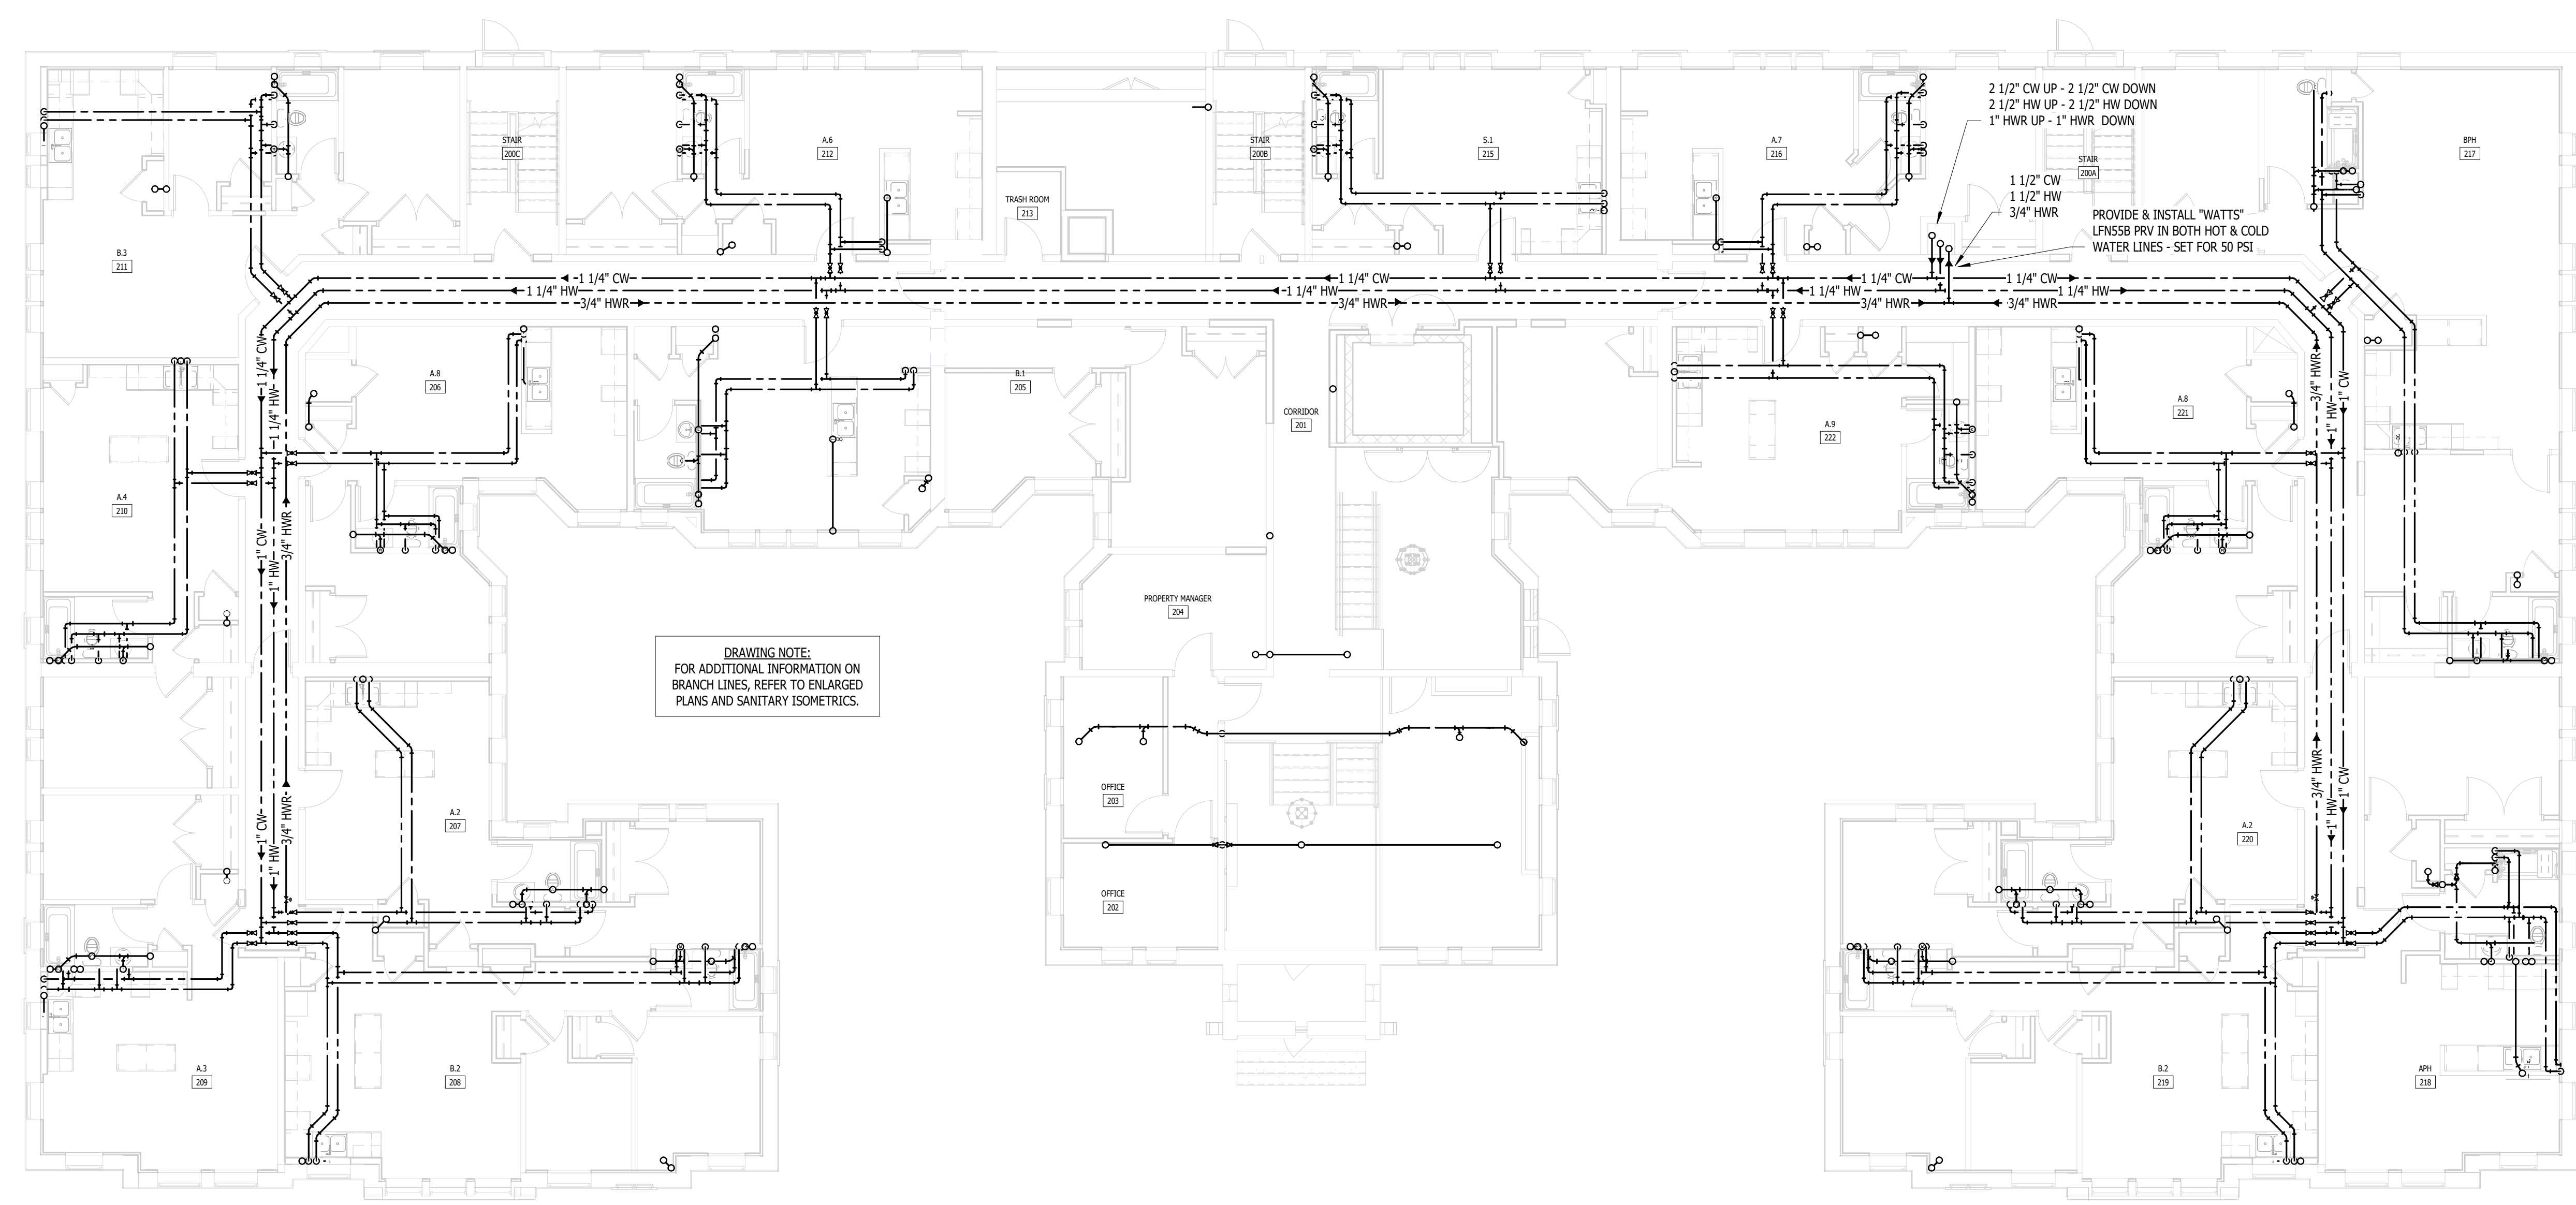 2 1/2" CW UP - 2 1/2" CW DOWN
2 1/2" HW UP - 2 1/2" HW DOWN
1" HWR UP - 1" HWR DOWN
A.6
212
STAIR
200C
STAIR
200B
S.1
215
A.7
216
STAIR
200A
BPH
217
1 1/2" CW
1 1/2" HW
3/4" HWR
TRASH ROOM
213
PROVIDE & INSTALL "WATTS"
LFN55B PRV IN BOTH HOT & COLD
WATER LINES - SET FOR 50 PSI
B.3
211
1 1/4" CW
1 1/4" CW
1 1/4" CW
1 1/4" CW
1 1/4" HW
1 1/4" HW
1 1/4" HW
1 1/4" HW
3/4" HWR
3/4" HWR
3/4" HWR
3/4" HWR
1 1/4" CW
1 1/4" HW
A.8
206
B.1
205
CORRIDOR
201
A.9
222
A.8
221
3/4" HWR
1" HW
1" CW
A.4
210
1" CW
1" HW
3/4" HWR
PROPERTY MANAGER
204
DRAWING NOTE:
FOR ADDITIONAL INFORMATION ON
BRANCH LINES, REFER TO ENLARGED
PLANS AND SANITARY ISOMETRICS.
OFFICE
203
A.2
207
1" CW
1" HW
3/4" HWR
3/4" HWR
1" HW
1" CW
A.2
220
OFFICE
202
A.3
209
B.2
208
B.2
219
APH
218